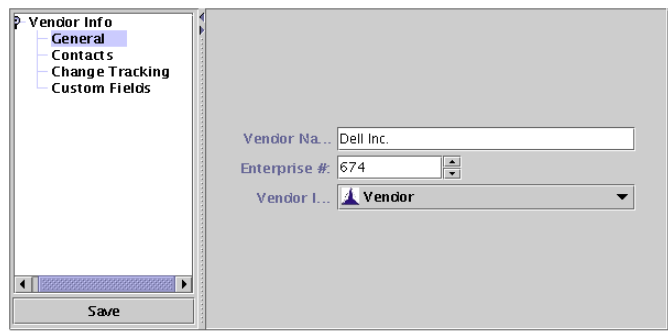 Vendor Info
General
Contacts
Change Tracking
Custom Fields
Save
Vendor Na... Dell Inc.
Enterprise #: 674
Vendor I... Vendor